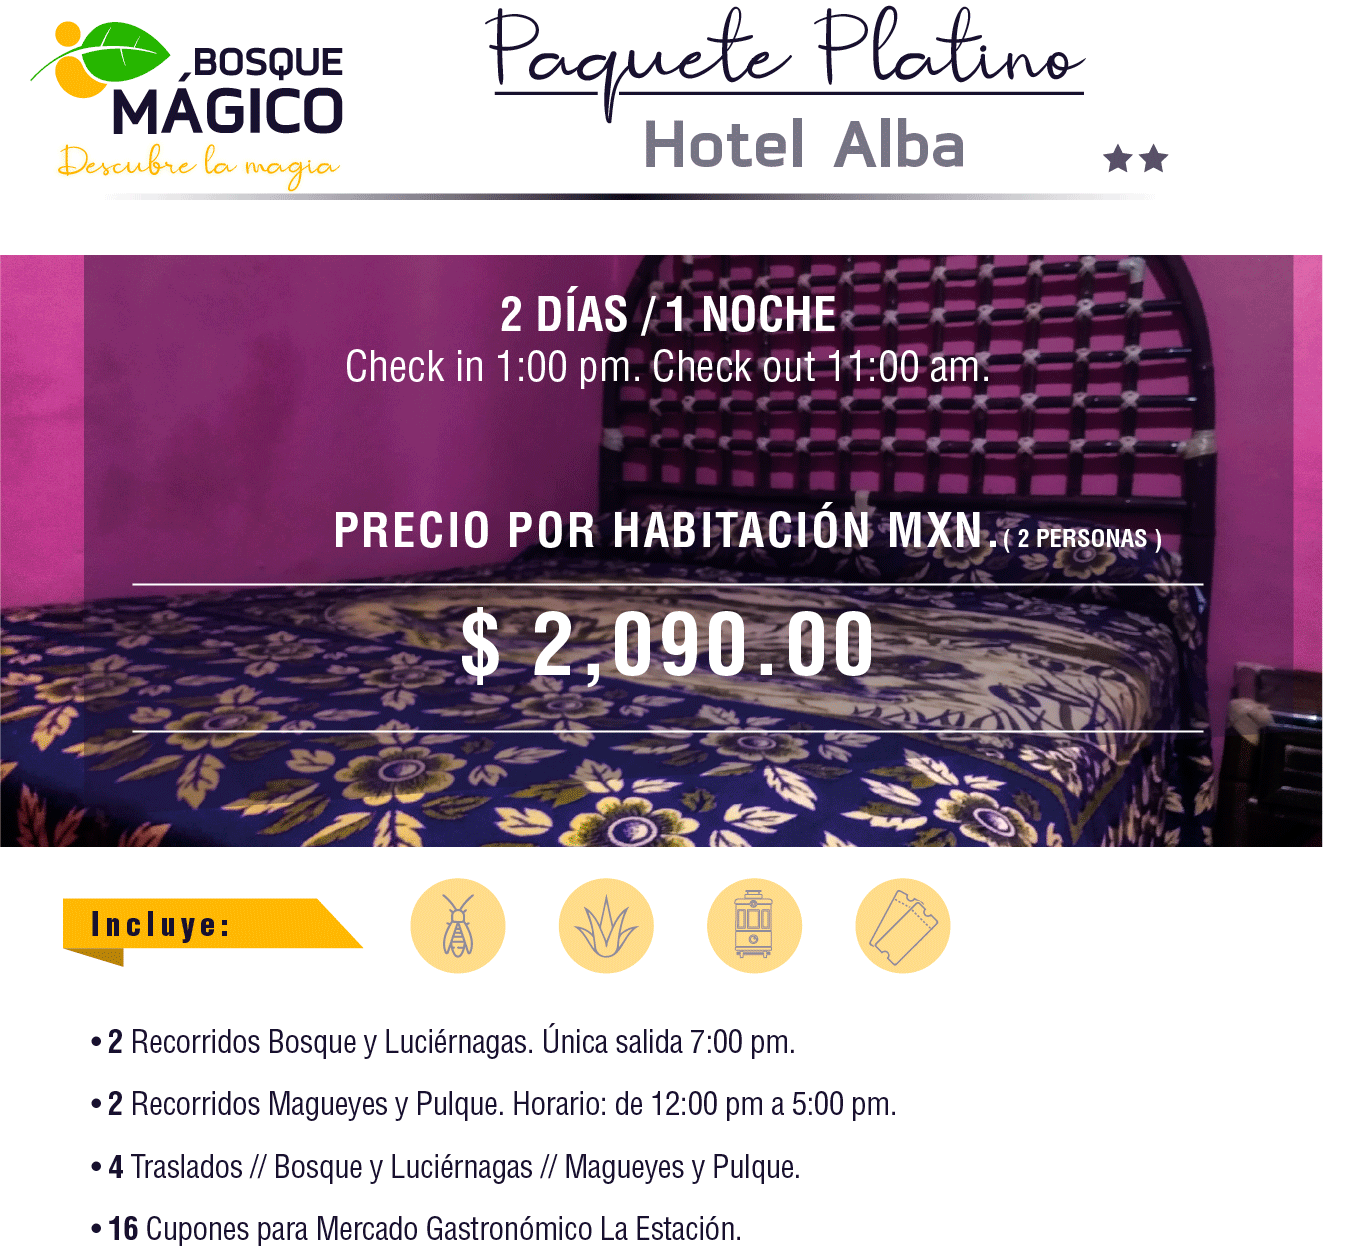 BOSQUE
MÁGICO
Descubre la magia
Paquete Platino
Hotel Alba
2 DÍAS / 1 NOCHE
Check in 1:00 pm. Check out 11:00 am.
PRECIO POR HABITACIÓN MXN. ( 2 PERSONAS )
$ 2,090.00
Incluye:
• 2 Recorridos Bosque y Luciérnagas. Única salida 7:00 pm.
• 2 Recorridos Magueyes y Pulque. Horario: de 12:00 pm a 5:00 pm.
• 4 Traslados // Bosque y Luciérnagas // Magueyes y Pulque.
• 16 Cupones para Mercado Gastronómico La Estación.